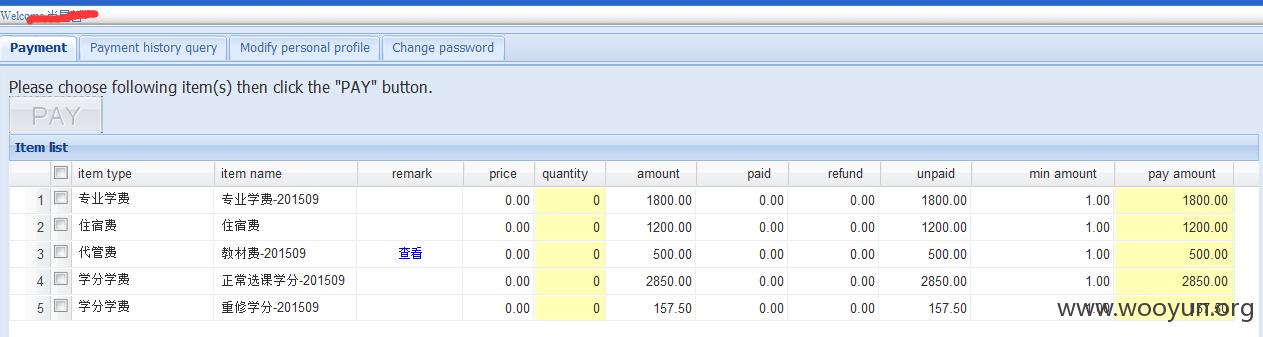 Welcome
Payment Payment history query Modify personal profile Change password
Please choose following item(s) then click the "PAY" button.
PAY
Item list
item type item name remark price quantity amount paid refund unpaid min amount pay amount
1 专业学费 专业学费-201509 0.00 0 1800.00 0.00 0.00 1800.00 1.00 1800.00
2 住宿费 住宿费 0.00 0 1200.00 0.00 0.00 1200.00 1.00 1200.00
3 代管费 教材费-201509 查看 0.00 0 500.00 0.00 0.00 500.00 1.00 500.00
4 学分学费 正常选课学分-201509 0.00 0 2850.00 0.00 0.00 2850.00 1.00 2850.00
5 学分学费 重修学分-201509 0.00 0 157.50 0.00 0.00 157.50 1.00 157.50
www.wooyun.org